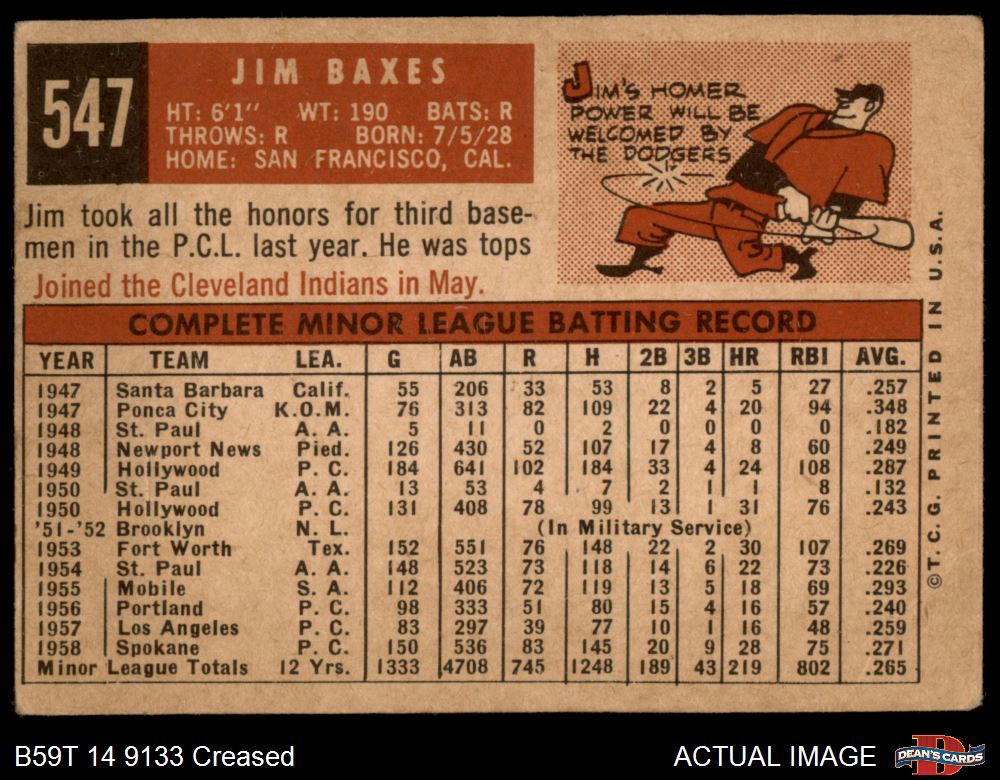 547
JIM BAXES
HT: 6'1" WT: 190 BATS: R
THROWS: R BORN: 7/5/28
HOME: SAN FRANCISCO, CAL.
JIM'S HOMER
POWER WILL BE
WELCOMED BY
THE DODGERS
Jim took all the honors for third base-
men in the P.C.L. last year. He was tops
Joined the Cleveland Indians in May.
COMPLETE MINOR LEAGUE BATTING RECORD
YEAR TEAM LEA. G AB R H 2B 3B HR RBI AVG.
1947 Santa Barbara Calif. 55 206 33 53 8 2 5 27 .257
1947 Ponca City K.O.M. 76 313 82 109 22 4 20 94 .348
1948 St. Paul A. A. 5 11 0 2 0 0 0 0 .182
1948 Newport News Pied. 126 430 52 107 17 4 8 60 .249
1949 Hollywood P. C. 184 641 102 184 33 4 24 108 .287
1950 St. Paul A. A. 13 53 4 7 2 1 1 8 .132
1950 Hollywood P. C. 131 408 78 99 13 1 31 76 .243
'51-'52 Brooklyn N. L. (In Military Service)
1953 Fort Worth Tex. 152 551 76 148 22 2 30 107 .269
1954 St. Paul A. A. 148 523 73 118 14 6 22 73 .226
1955 Mobile S. A. 112 406 72 119 13 5 18 69 .293
1956 Portland P. C. 98 333 51 80 15 4 16 57 .240
1957 Los Angeles P. C. 83 297 39 77 10 1 16 48 .259
1958 Spokane P. C. 150 536 83 145 20 9 28 75 .271
Minor League Totals 12 Yrs. 1333 4708 745 1248 189 43 219 802 .265
©T. C. G. PRINTED IN U.S.A.
B59T 14 9133 Creased
ACTUAL IMAGE
DEAN'S CARDS